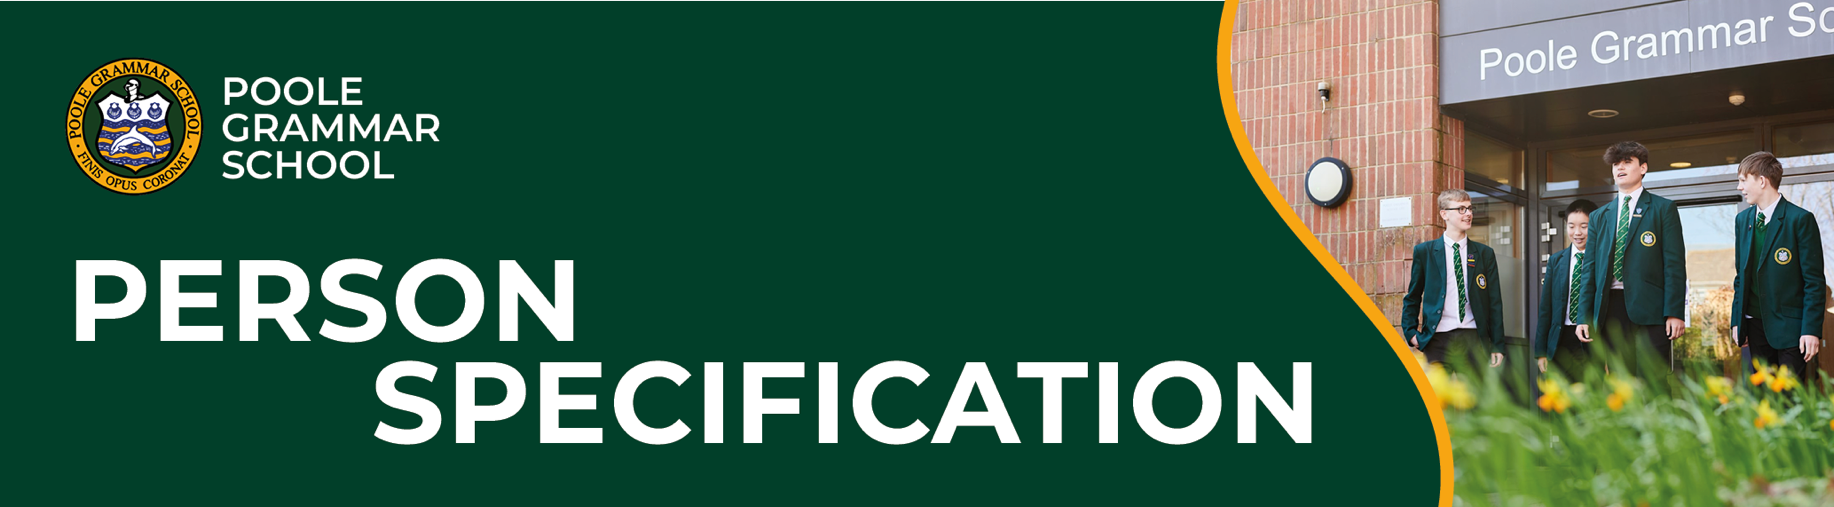 POOLE GRAMMAR SCHOOL
FINIS OPUS CORONAT
POOLE
GRAMMAR
SCHOOL
PERSON
SPECIFICATION
Poole Grammar Sc